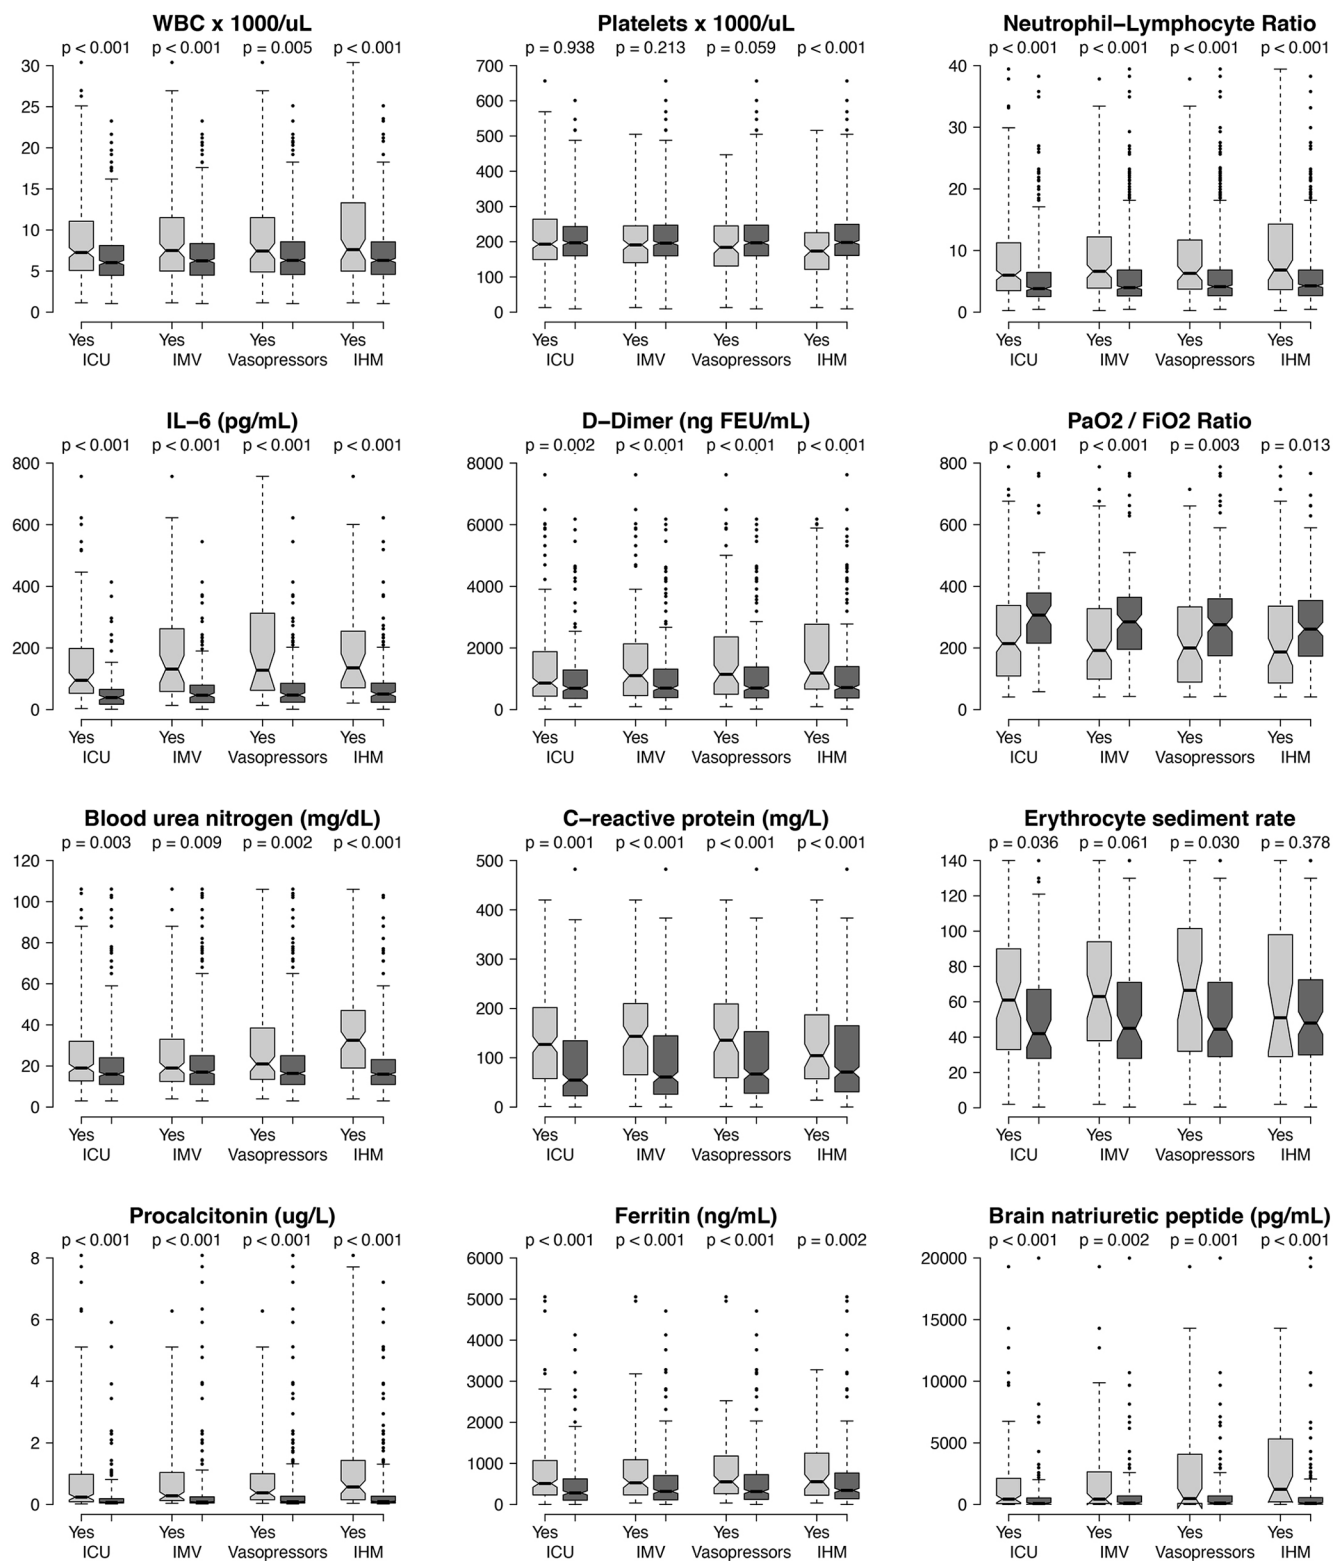 WBC x 1000/uL
p < 0.001 p < 0.001 p = 0.005 p < 0.001
30
25
20
15
10
5
0
Yes Yes Yes Yes
ICU IMV Vasopressors IHM
Platelets x 1000/uL
p = 0.938 p = 0.213 p = 0.059 p < 0.001
700
600
500
400
300
200
100
0
Yes Yes Yes Yes
ICU IMV Vasopressors IHM
Neutrophil−Lymphocyte Ratio
p < 0.001 p < 0.001 p < 0.001 p < 0.001
40
30
20
10
0
Yes Yes Yes Yes
ICU IMV Vasopressors IHM
IL−6 (pg/mL)
p < 0.001 p < 0.001 p < 0.001 p < 0.001
800
600
400
200
0
Yes Yes Yes Yes
ICU IMV Vasopressors IHM
D−Dimer (ng FEU/mL)
p = 0.002 p < 0.001 p < 0.001 p < 0.001
8000
6000
4000
2000
0
Yes Yes Yes Yes
ICU IMV Vasopressors IHM
PaO2 / FiO2 Ratio
p < 0.001 p < 0.001 p = 0.003 p = 0.013
800
600
400
200
0
Yes Yes Yes Yes
ICU IMV Vasopressors IHM
Blood urea nitrogen (mg/dL)
p = 0.003 p = 0.009 p = 0.002 p < 0.001
120
100
80
60
40
20
0
Yes Yes Yes Yes
ICU IMV Vasopressors IHM
C−reactive protein (mg/L)
p = 0.001 p < 0.001 p < 0.001 p < 0.001
500
400
300
200
100
0
Yes Yes Yes Yes
ICU IMV Vasopressors IHM
Erythrocyte sediment rate
p = 0.036 p = 0.061 p = 0.030 p = 0.378
140
120
100
80
60
40
20
0
Yes Yes Yes Yes
ICU IMV Vasopressors IHM
Procalcitonin (ug/L)
p < 0.001 p < 0.001 p < 0.001 p < 0.001
8
6
4
2
0
Yes Yes Yes Yes
ICU IMV Vasopressors IHM
Ferritin (ng/mL)
p < 0.001 p < 0.001 p < 0.001 p = 0.002
6000
5000
4000
3000
2000
1000
0
Yes Yes Yes Yes
ICU IMV Vasopressors IHM
Brain natriuretic peptide (pg/mL)
p < 0.001 p = 0.002 p = 0.001 p < 0.001
20000
15000
10000
5000
0
Yes Yes Yes Yes
ICU IMV Vasopressors IHM